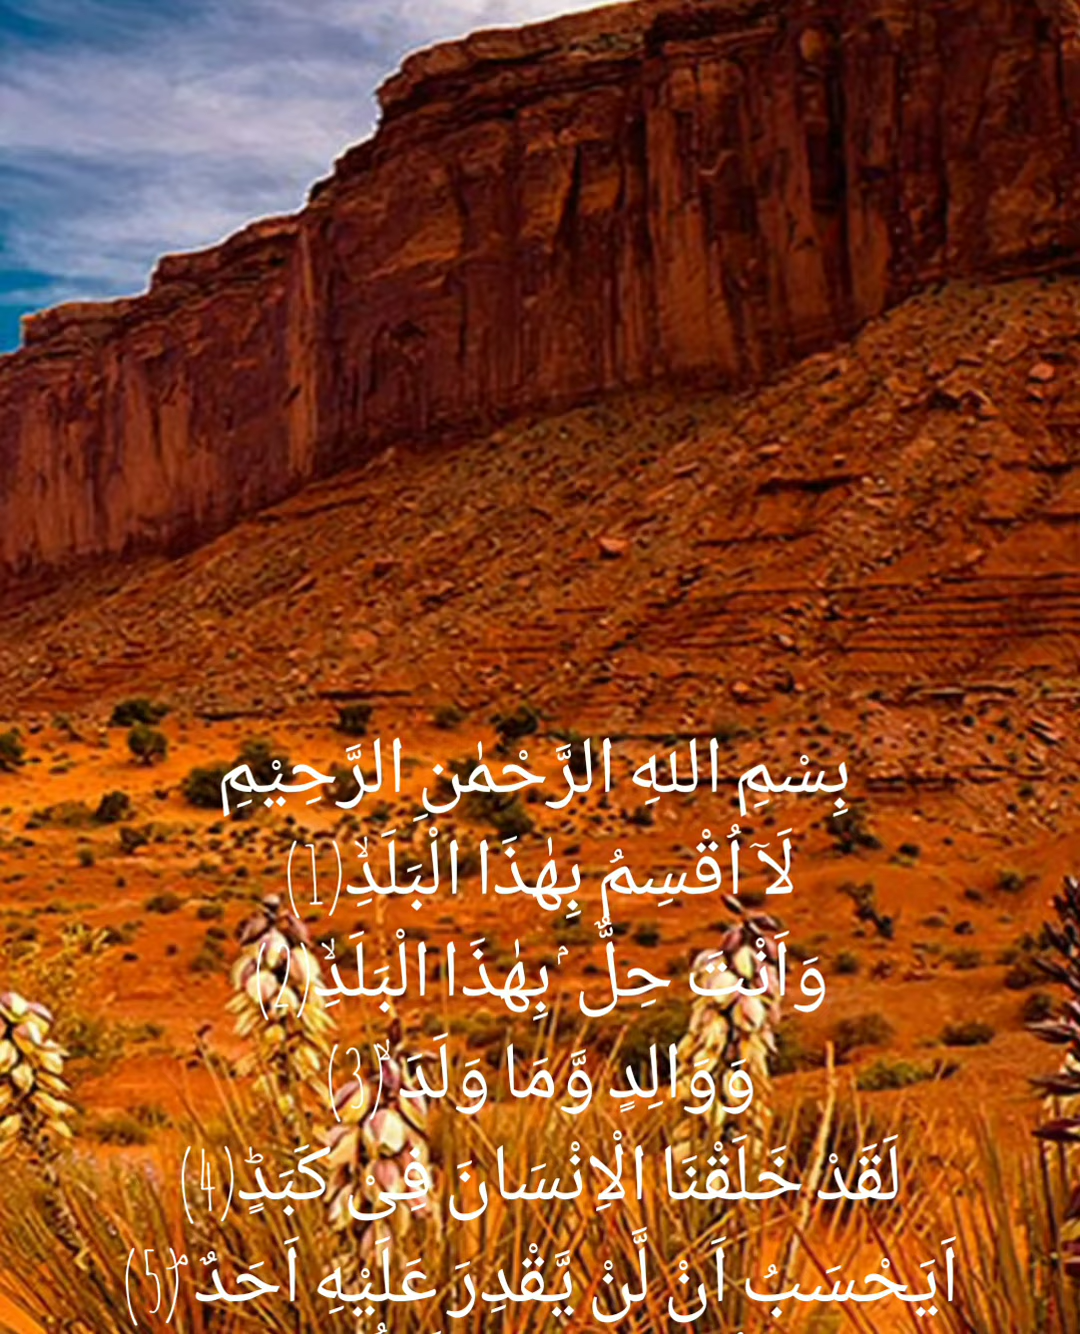 بِسْمِ اللهِ الرَّحْمٰنِ الرَّحِيْمِ
لَآ اُقْسِمُ بِهٰذَا الْبَلَدِۙ(1)
وَاَنْتَ حِلٌّ ۢبِهٰذَا الْبَلَدِۙ(2)
وَوَالِدٍ وَّمَا وَلَدَ ۙ(3)
لَقَدْ خَلَقْنَا الْاِنْسَانَ فِيْ كَبَدٍۗ(4)
اَيَحْسَبُ اَنْ لَّنْ يَّقْدِرَ عَلَيْهِ اَحَدٌ ۘ(5)